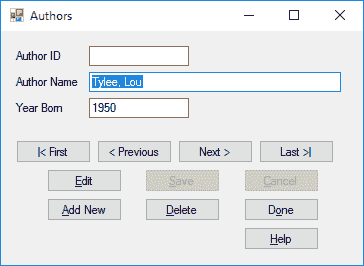 Authors
Author ID
Author Name Tylee, Lou
Year Born 1950
|< First < Previous Next > Last >|
Edit Save Cancel
Add New Delete Done
Help